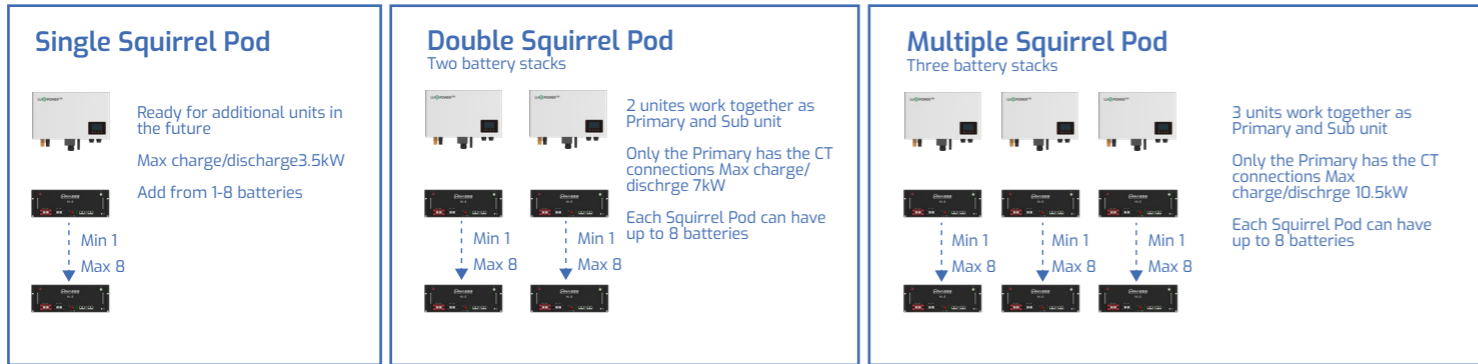 Single Squirrel Pod
Ready for additional units in
the future
Max charge/discharge3.5kW
Add from 1-8 batteries
Min 1
Max 8
Double Squirrel Pod
Two battery stacks
2 unites work together as
Primary and Sub unit
Only the Primary has the CT
connections Max charge/
dischrge 7kW
Each Squirrel Pod can have
up to 8 batteries
Min 1
Max 8
Min 1
Max 8
Multiple Squirrel Pod
Three battery stacks
3 units work together as
Primary and Sub unit
Only the Primary has the CT
connections Max
charge/dischrge 10.5kW
Each Squirrel Pod can have
up to 8 batteries
Min 1
Max 8
Min 1
Max 8
Min 1
Max 8